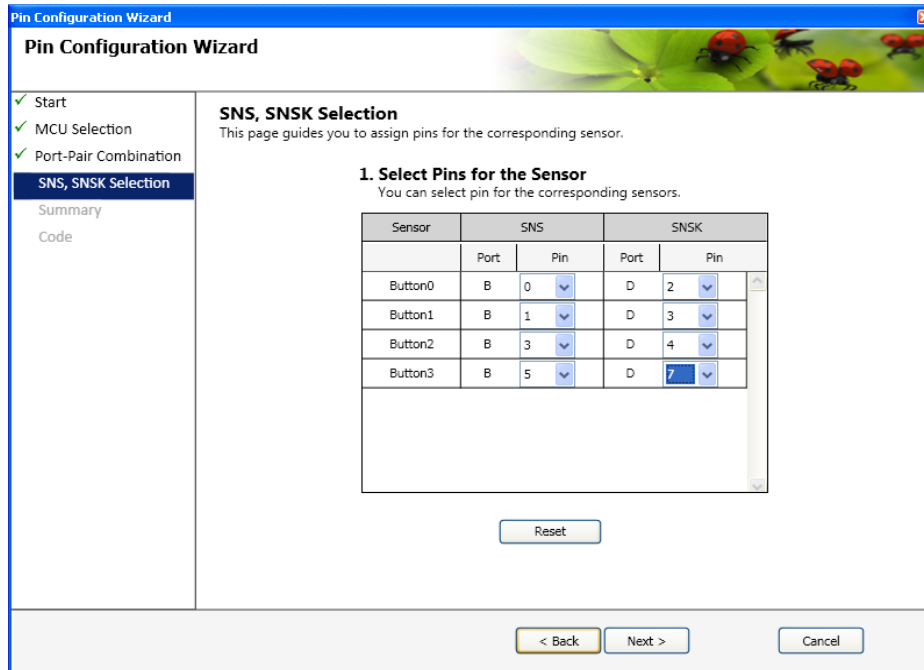 Pin Configuration Wizard
Pin Configuration Wizard
✓ Start
✓ MCU Selection
✓ Port-Pair Combination
SNS, SNSK Selection
Summary
Code
SNS, SNSK Selection
This page guides you to assign pins for the corresponding sensor.
1. Select Pins for the Sensor
You can select pin for the corresponding sensors.
Sensor SNS SNSK
Port Pin Port Pin
Button0 B 0 D 2
Button1 B 1 D 3
Button2 B 3 D 4
Button3 B 5 D 7
Reset
< Back Next > Cancel